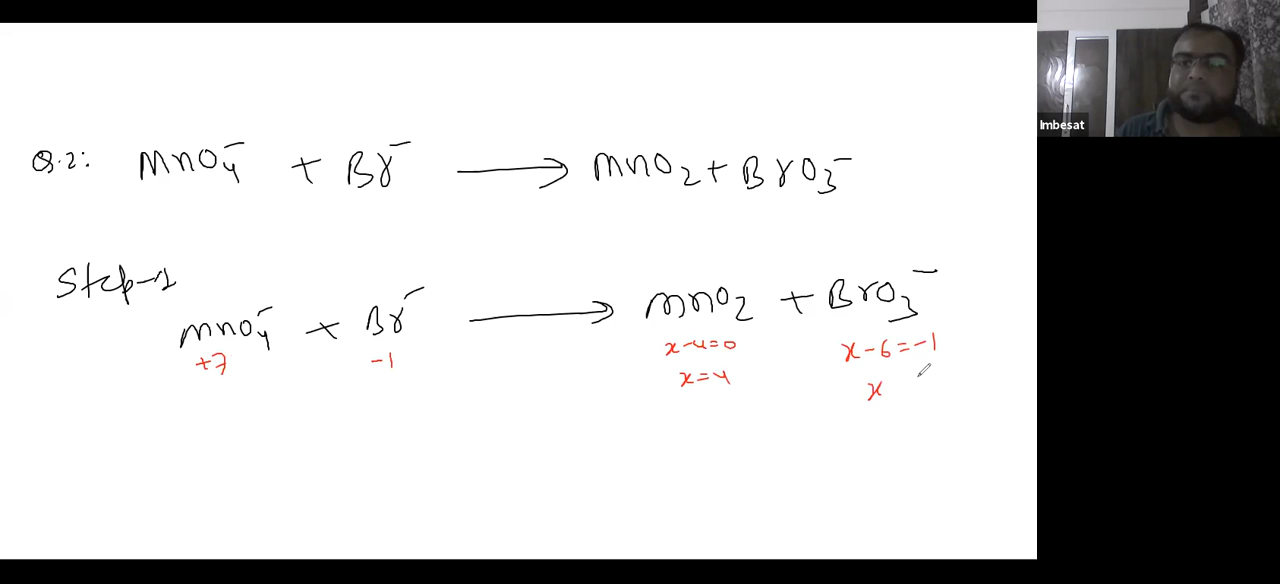 Q.2: MnO₄⁻ + Br⁻ ⟶ MnO₂ + BrO₃⁻
Imbesat
Step-1
MnO₄⁻ + Br⁻ ⟶ MnO₂ + BrO₃⁻
+7 -1 x-4=0 x-6=-1
x=4 x